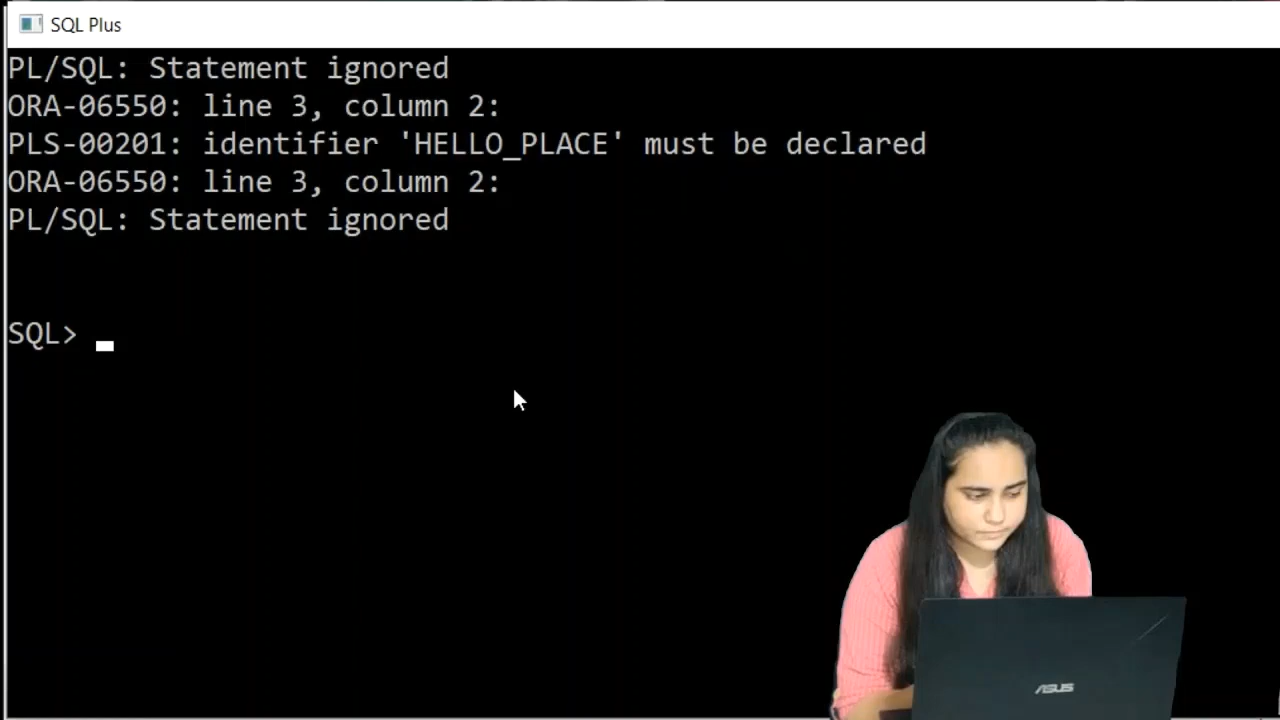 SQL Plus
PL/SQL: Statement ignored
ORA-06550: line 3, column 2:
PLS-00201: identifier 'HELLO_PLACE' must be declared
ORA-06550: line 3, column 2:
PL/SQL: Statement ignored
SQL>
ASUS